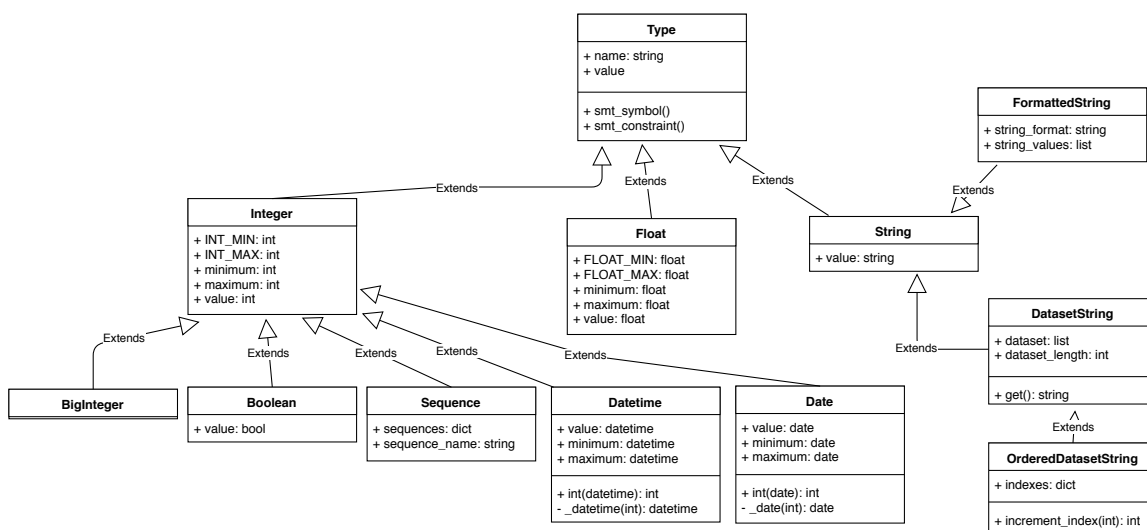 Type
+ name: string
+ value
+ smt_symbol()
+ smt_constraint()
FormattedString
+ string_format: string
+ string_values: list
Extends
Extends
Extends
Extends
Integer
+ INT_MIN: int
+ INT_MAX: int
+ minimum: int
+ maximum: int
+ value: int
Float
+ FLOAT_MIN: float
+ FLOAT_MAX: float
+ minimum: float
+ maximum: float
+ value: float
String
+ value: string
DatasetString
+ dataset: list
+ dataset_length: int
+ get(): string
Extends
Extends
Extends
Extends
Extends
Extends
BigInteger
Boolean
+ value: bool
Sequence
+ sequences: dict
+ sequence_name: string
Datetime
+ value: datetime
+ minimum: datetime
+ maximum: datetime
+ int(datetime): int
- _datetime(int): datetime
Date
+ value: date
+ minimum: date
+ maximum: date
+ int(date): int
- _date(int): date
Extends
OrderedDatasetString
+ indexes: dict
+ increment_index(int): int